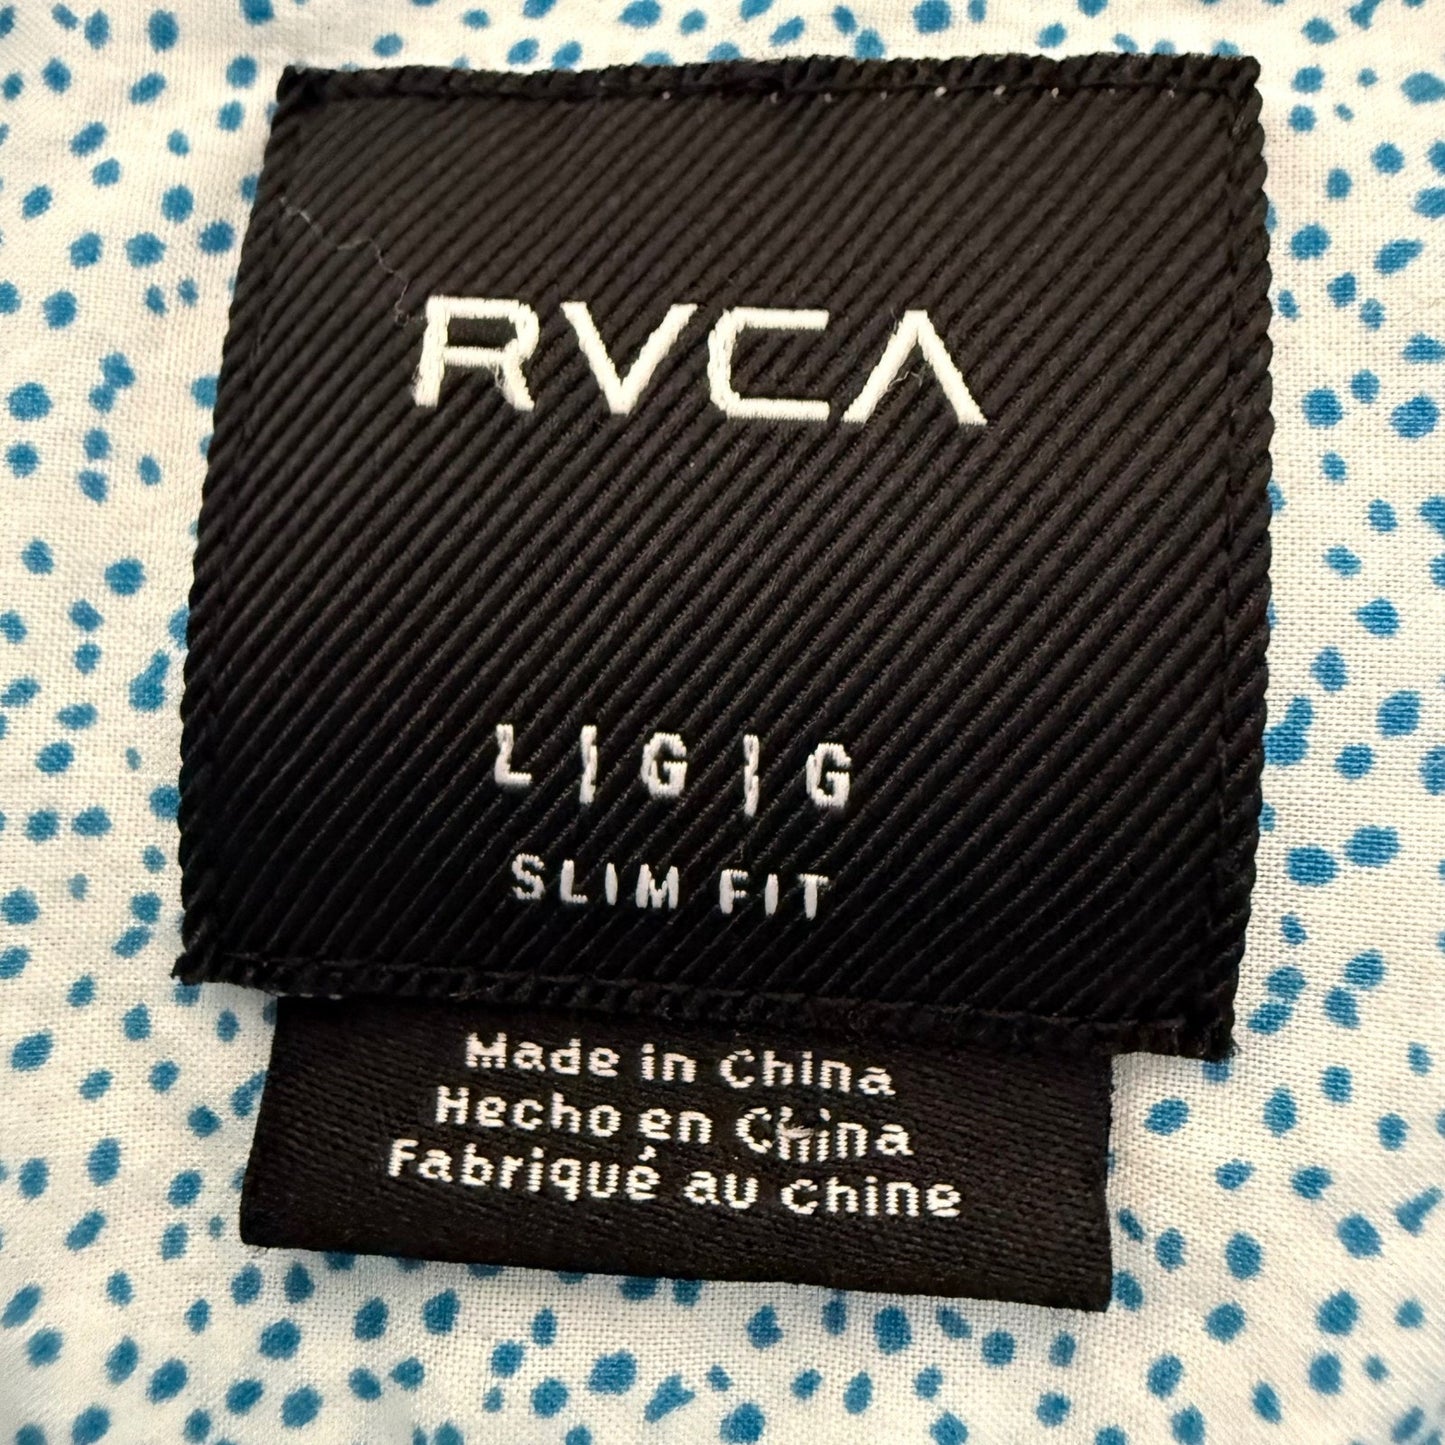 RVCA
L | G | G
SLIM FIT
Made in China
Hecho en China
Fabriqué au chine